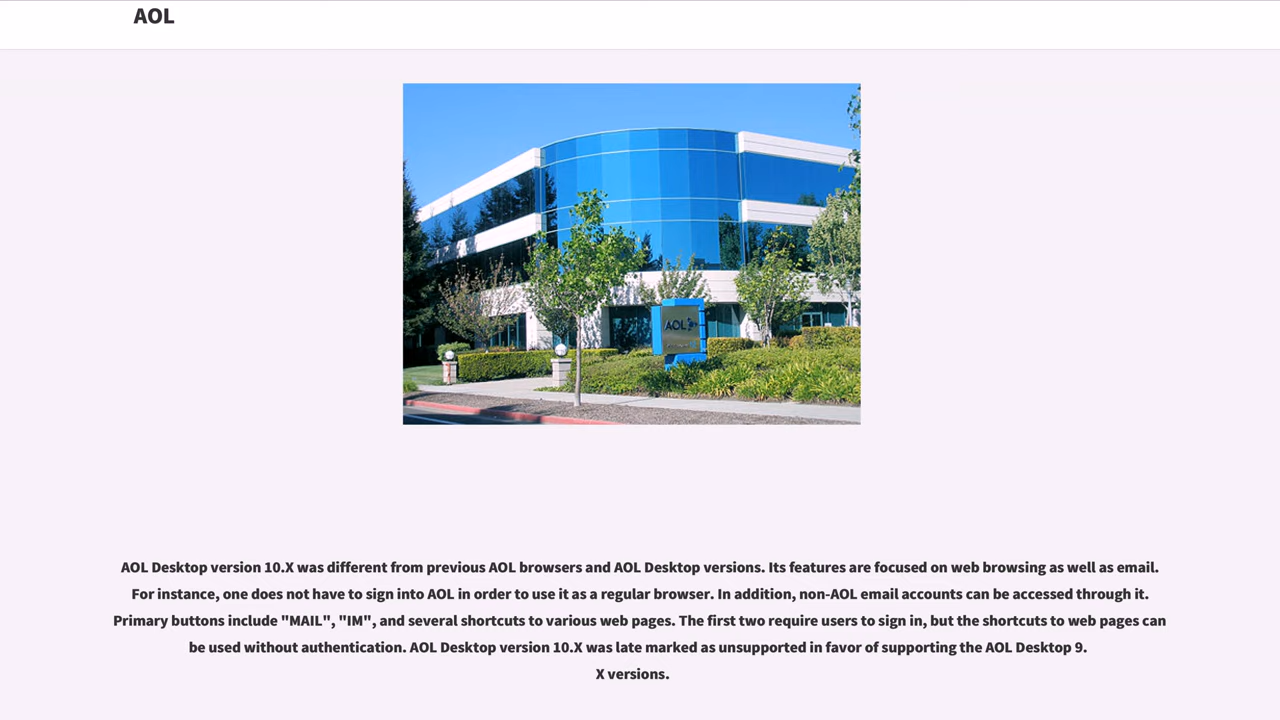 AOL
AOL
AOL Desktop version 10.X was different from previous AOL browsers and AOL Desktop versions. Its features are focused on web browsing as well as email.
For instance, one does not have to sign into AOL in order to use it as a regular browser. In addition, non-AOL email accounts can be accessed through it.
Primary buttons include "MAIL", "IM", and several shortcuts to various web pages. The first two require users to sign in, but the shortcuts to web pages can
be used without authentication. AOL Desktop version 10.X was late marked as unsupported in favor of supporting the AOL Desktop 9.
X versions.